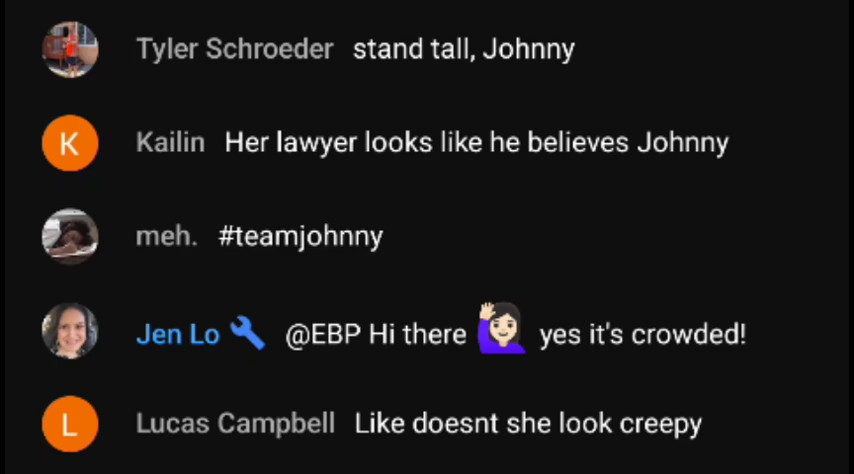 Tyler Schroeder stand tall, Johnny
K Kailin Her lawyer looks like he believes Johnny
meh. #teamjohnny
Jen Lo 🔧 @EBP Hi there 🙋🏻‍♀️ yes it's crowded!
L Lucas Campbell Like doesnt she look creepy